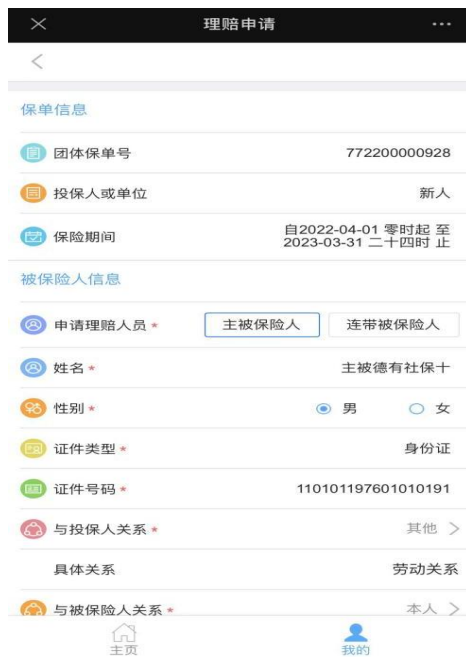 理赔申请
保单信息
团体保单号 772200000928
投保人或单位 新人
保险期间 自2022-04-01 零时起 至
2023-03-31 二十四时 止
被保险人信息
申请理赔人员* 主被保险人 连带被保险人
姓名* 主被德有社保十
性别* 男 女
证件类型* 身份证
证件号码* 110101197601010191
与投保人关系* 其他
具体关系 劳动关系
与被保险人关系* 本人
主页 我的